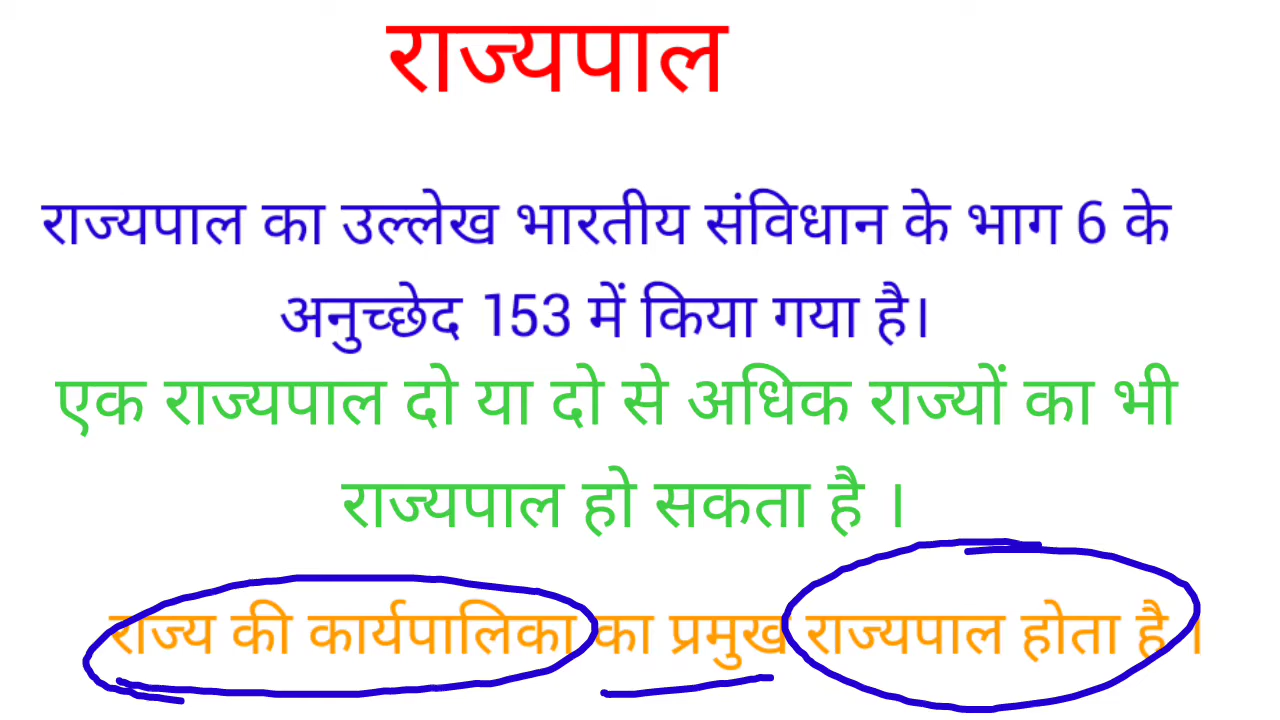 राज्यपाल
राज्यपाल का उल्लेख भारतीय संविधान के भाग 6 के
अनुच्छेद 153 में किया गया है।
एक राज्यपाल दो या दो से अधिक राज्यों का भी
राज्यपाल हो सकता है ।
राज्य की कार्यपालिका का प्रमुख राज्यपाल होता है ।